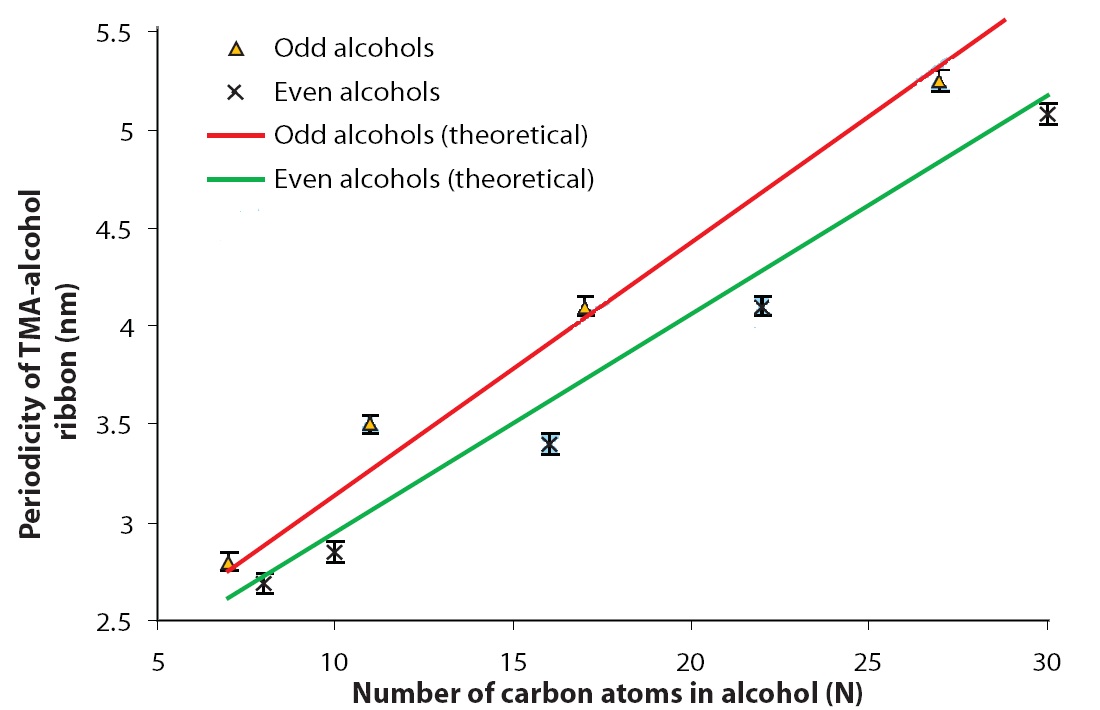 5.5
5
4.5
4
3.5
3
2.5
Odd alcohols
Even alcohols
Odd alcohols (theoretical)
Even alcohols (theoretical)
Periodicity of TMA-alcohol
ribbon (nm)
5 10 15 20 25 30
Number of carbon atoms in alcohol (N)